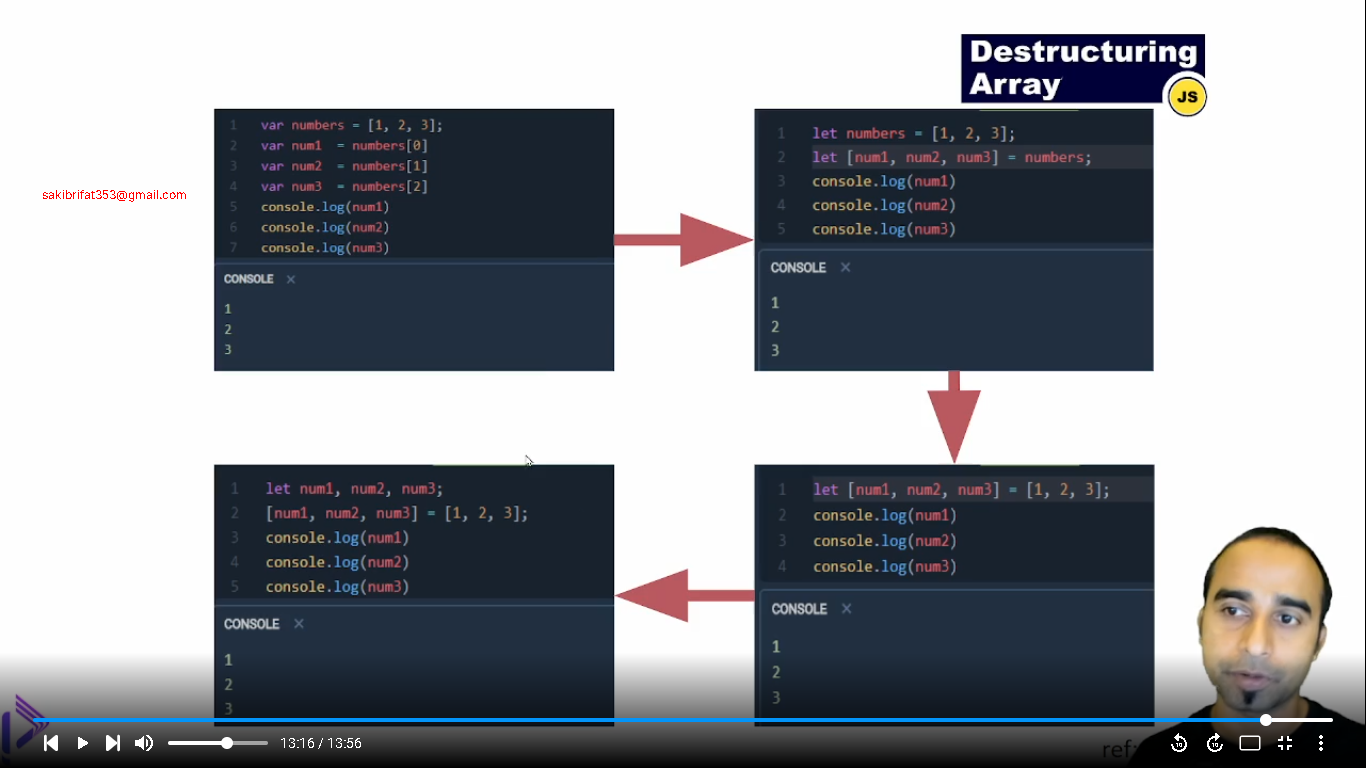 Destructuring
Array
JS
sakibrifat353@gmail.com
1 var numbers = [1, 2, 3];
2 var num1  = numbers[0]
3 var num2  = numbers[1]
4 var num3  = numbers[2]
5 console.log(num1)
6 console.log(num2)
7 console.log(num3)
CONSOLE ×
1
2
3
1 let numbers = [1, 2, 3];
2 let [num1, num2, num3] = numbers;
3 console.log(num1)
4 console.log(num2)
5 console.log(num3)
CONSOLE ×
1
2
3
1 let num1, num2, num3;
2 [num1, num2, num3] = [1, 2, 3];
3 console.log(num1)
4 console.log(num2)
5 console.log(num3)
CONSOLE ×
1
2
3
1 let [num1, num2, num3] = [1, 2, 3];
2 console.log(num1)
3 console.log(num2)
4 console.log(num3)
CONSOLE ×
1
2
3
13:16 / 13:56
ref:
10
10